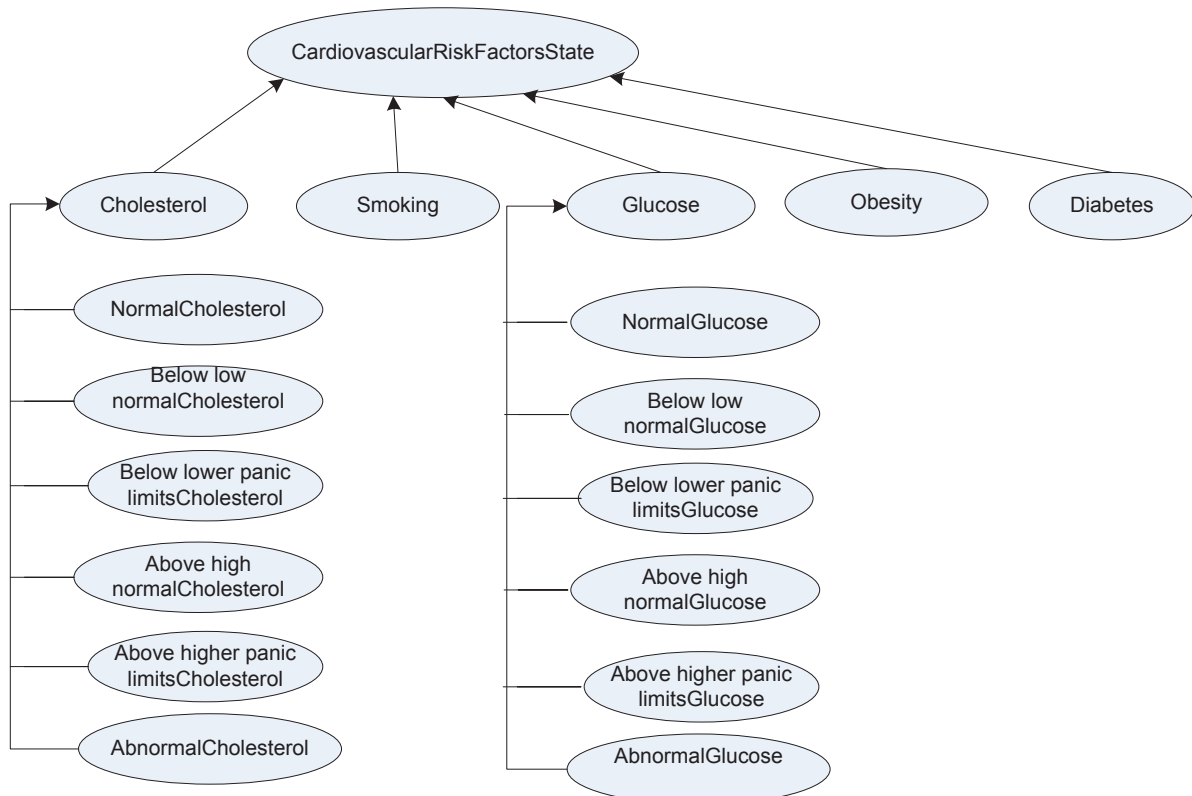 CardiovascularRiskFactorsState
Cholesterol
Smoking
Glucose
Obesity
Diabetes
NormalCholesterol
Below low
normalCholesterol
Below lower panic
limitsCholesterol
Above high
normalCholesterol
Above higher panic
limitsCholesterol
AbnormalCholesterol
NormalGlucose
Below low
normalGlucose
Below lower panic
limitsGlucose
Above high
normalGlucose
Above higher panic
limitsGlucose
AbnormalGlucose